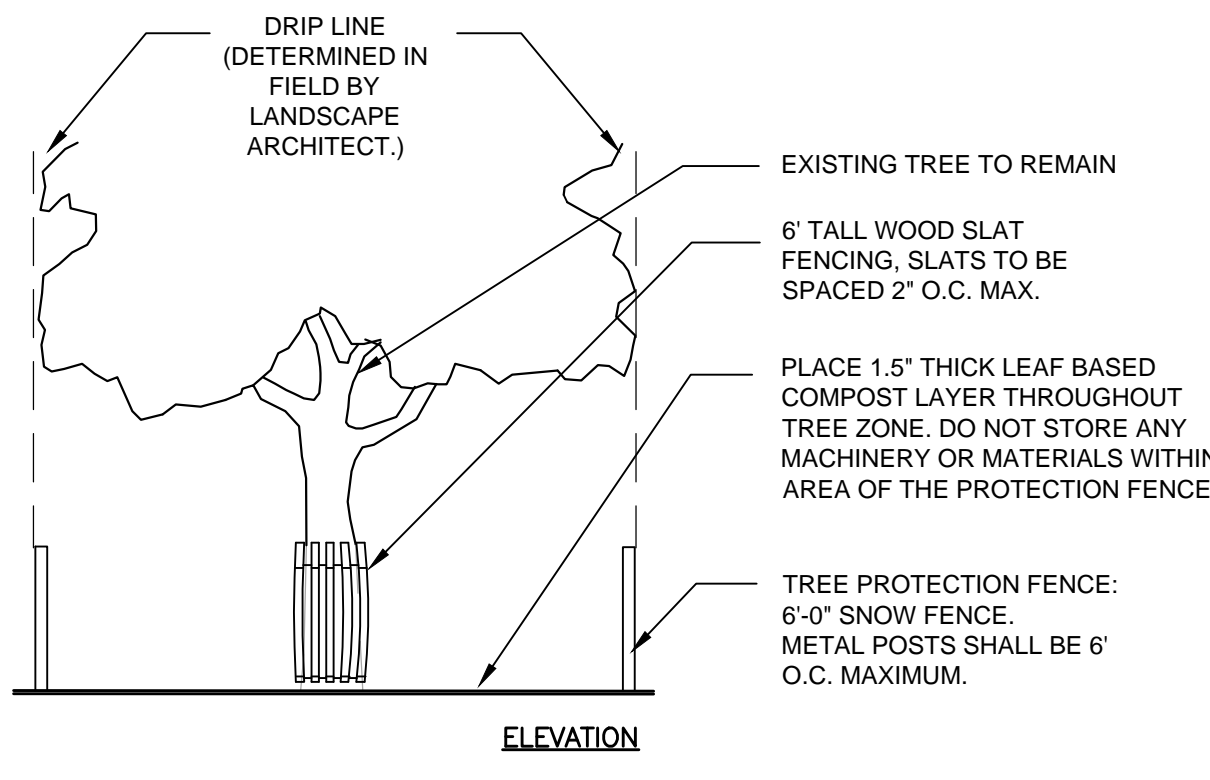 DRIP LINE
(DETERMINED IN
FIELD BY
LANDSCAPE
ARCHITECT.)
EXISTING TREE TO REMAIN
6' TALL WOOD SLAT
FENCING, SLATS TO BE
SPACED 2" O.C. MAX.
PLACE 1.5" THICK LEAF BASED
COMPOST LAYER THROUGHOUT
TREE ZONE. DO NOT STORE ANY
MACHINERY OR MATERIALS WITHIN
AREA OF THE PROTECTION FENCE
TREE PROTECTION FENCE:
6'-0" SNOW FENCE.
METAL POSTS SHALL BE 6'
O.C. MAXIMUM.
ELEVATION